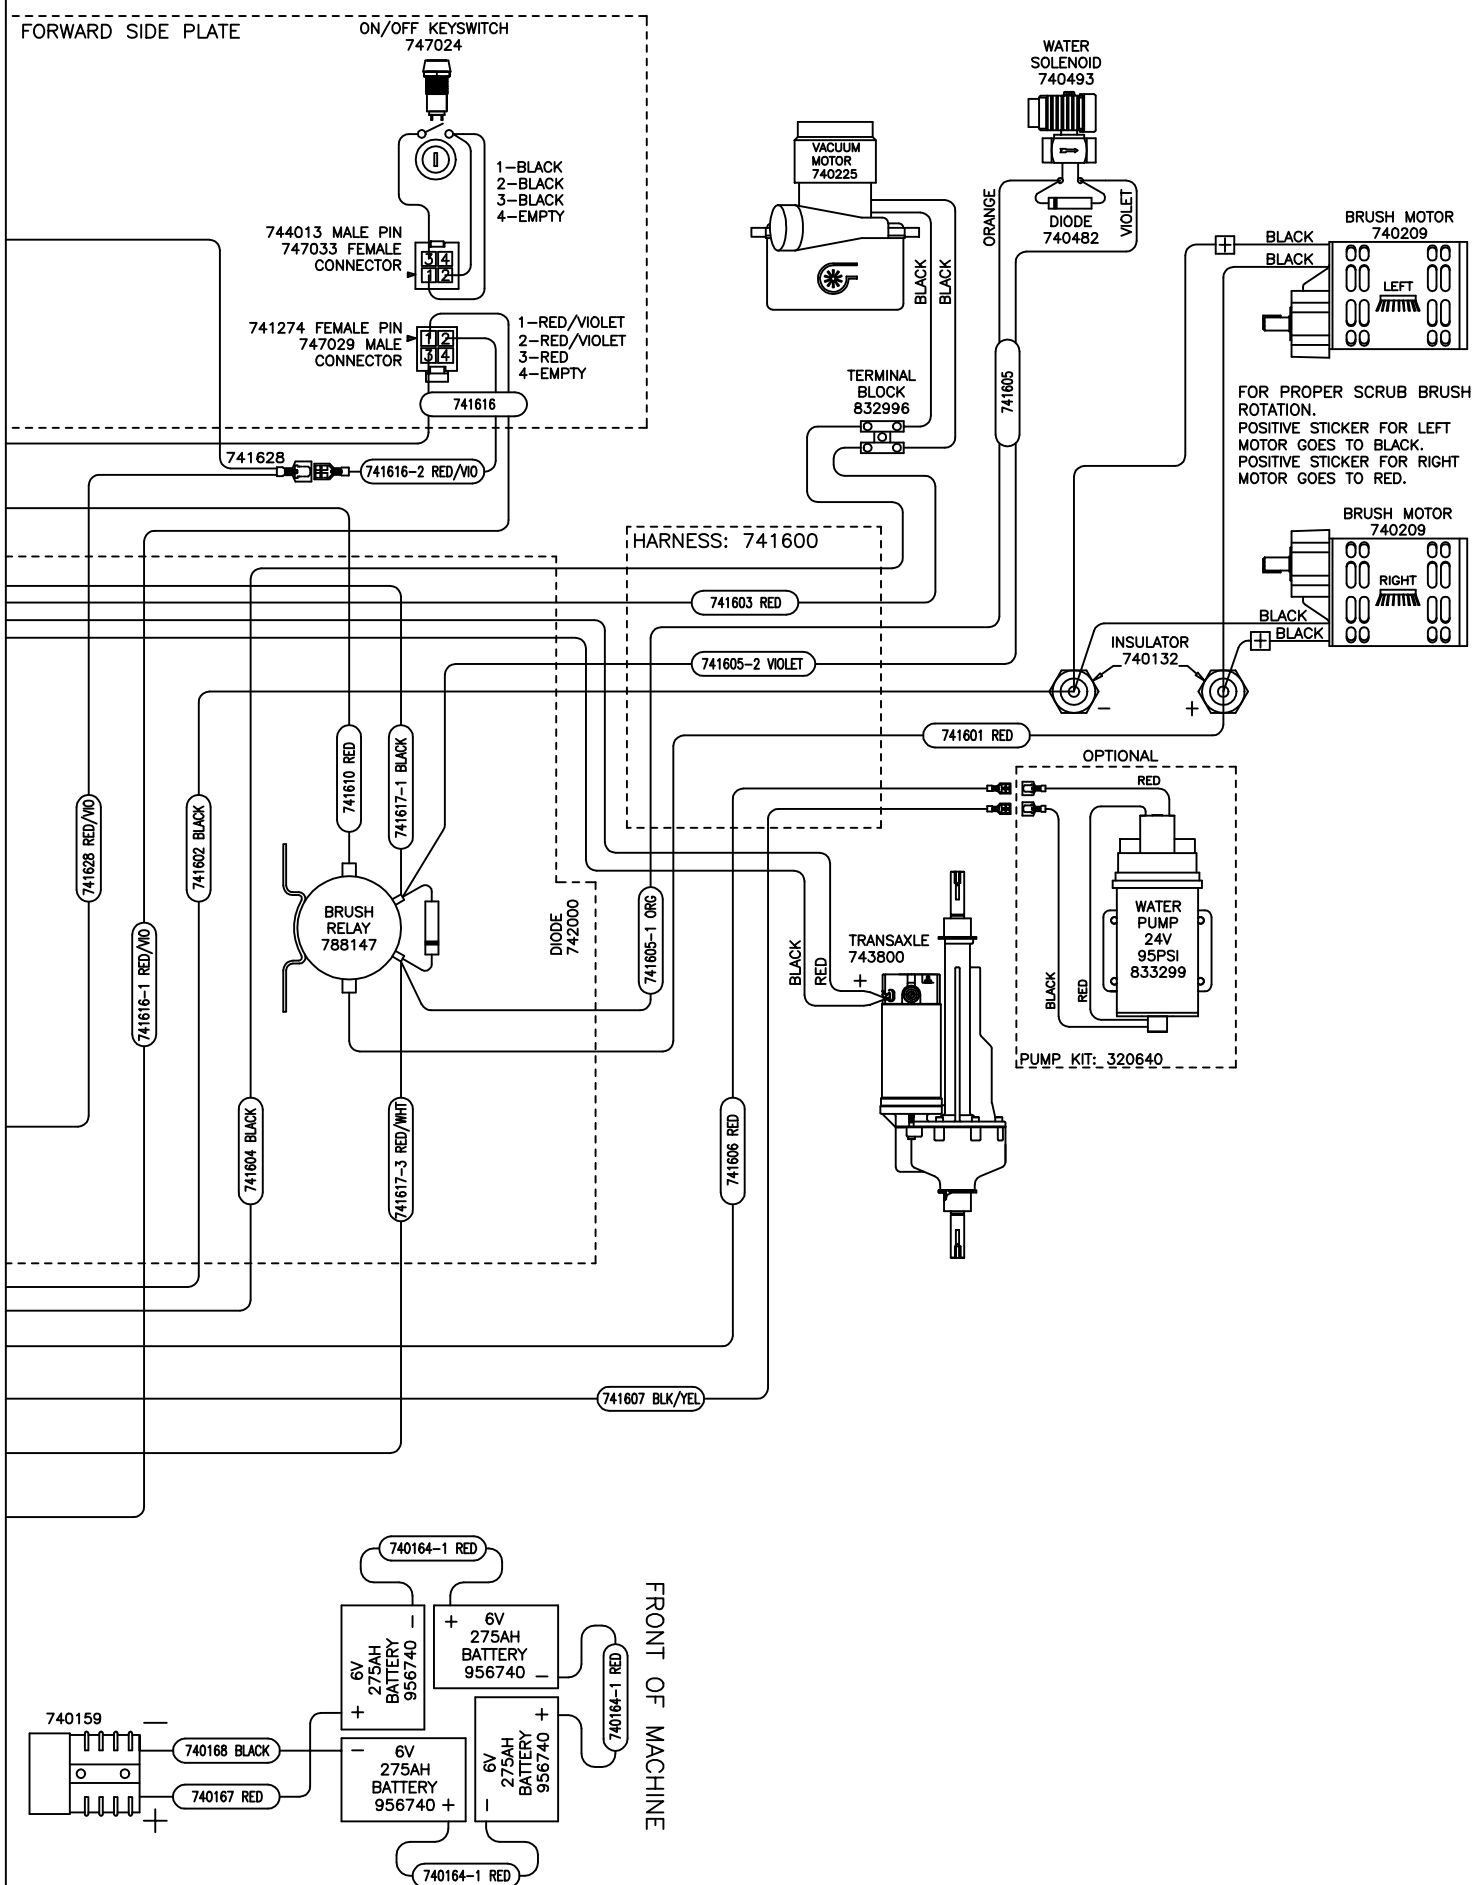 FORWARD SIDE PLATE
ON/OFF KEYSWITCH
747024
1-BLACK
2-BLACK
3-BLACK
4-EMPTY
744013 MALE PIN
747033 FEMALE
CONNECTOR
3 4
1 2
741274 FEMALE PIN
747029 MALE
CONNECTOR
1 2
3 4
1-RED/VIOLET
2-RED/VIOLET
3-RED
4-EMPTY
741616
741628
741616-2 RED/VIO
VACUUM
MOTOR
740225
BLACK
BLACK
TERMINAL
BLOCK
832996
WATER
SOLENOID
740493
ORANGE
VIOLET
DIODE
740482
741605
BRUSH MOTOR
740209
BLACK
BLACK
LEFT
FOR PROPER SCRUB BRUSH
ROTATION.
POSITIVE STICKER FOR LEFT
MOTOR GOES TO BLACK.
POSITIVE STICKER FOR RIGHT
MOTOR GOES TO RED.
BRUSH MOTOR
740209
RIGHT
BLACK
BLACK
INSULATOR
740132
-
+
HARNESS: 741600
741603 RED
741605-2 VIOLET
741601 RED
741610 RED
741617-1 BLACK
741628 RED/VIO
741602 BLACK
741616-1 RED/VIO
BRUSH
RELAY
788147
DIODE
742000
741605-1 ORG
BLACK
RED
TRANSAXLE
743800
+
OPTIONAL
RED
BLACK
RED
WATER
PUMP
24V
95PSI
833299
PUMP KIT: 320640
741604 BLACK
741617-3 RED/WHT
741606 RED
741607 BLK/YEL
740164-1 RED
6V
275AH
BATTERY
956740
-
+
+
6V
275AH
BATTERY
956740
-
740164-1 RED
FRONT OF MACHINE
740159
-
740168 BLACK
740167 RED
+
-
6V
275AH
BATTERY
956740
+
+
6V
275AH
BATTERY
956740
-
740164-1 RED